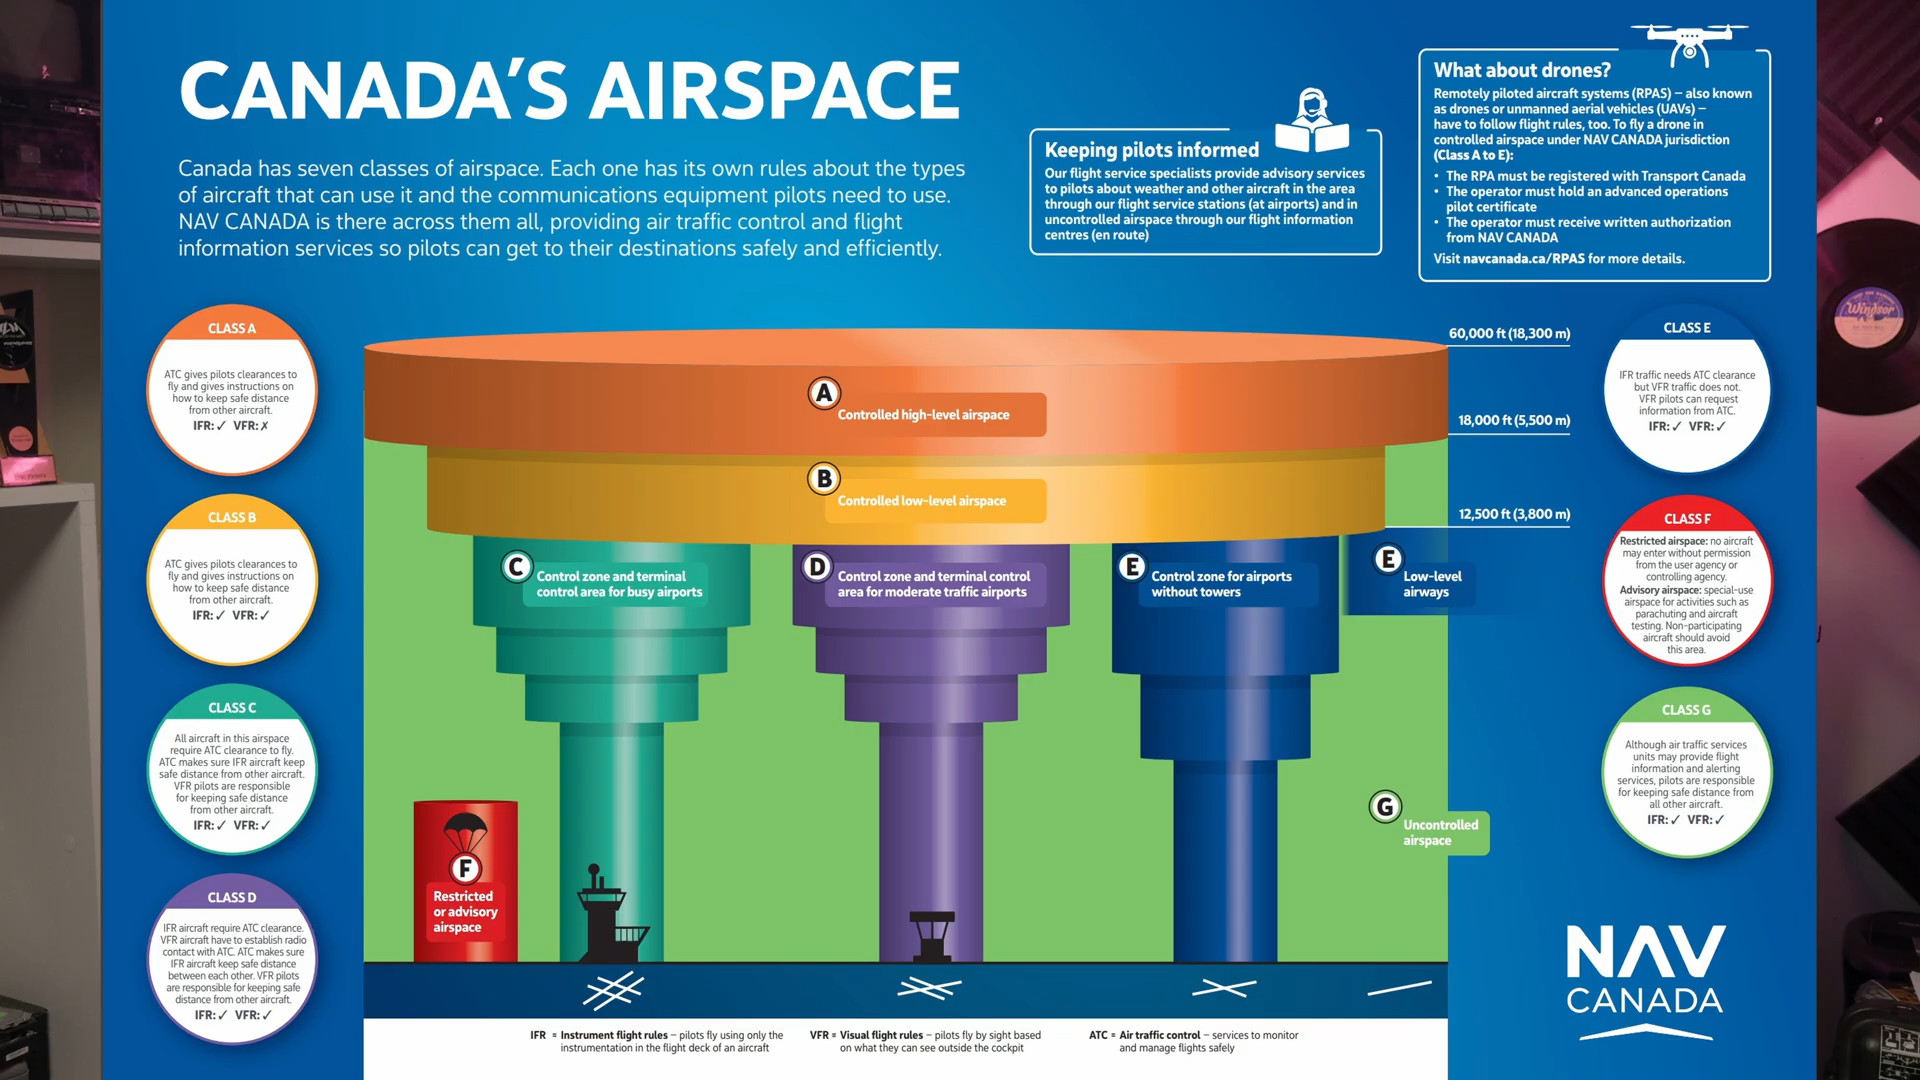 CANADA'S AIRSPACE
Canada has seven classes of airspace. Each one has its own rules about the types
of aircraft that can use it and the communications equipment pilots need to use.
NAV CANADA is there across them all, providing air traffic control and flight
information services so pilots can get to their destinations safely and efficiently.
Keeping pilots informed
Our flight service specialists provide advisory services
to pilots about weather and other aircraft in the area
through our flight service stations (at airports) and in
uncontrolled airspace through our flight information
centres (en route)
What about drones?
Remotely piloted aircraft systems (RPAS) – also known
as drones or unmanned aerial vehicles (UAVs) –
have to follow flight rules, too. To fly a drone in
controlled airspace under NAV CANADA jurisdiction
(Class A to E):
• The RPA must be registered with Transport Canada
• The operator must hold an advanced operations
pilot certificate
• The operator must receive written authorization
from NAV CANADA
Visit navcanada.ca/RPAS for more details.
CLASS A
ATC gives pilots clearances to
fly and gives instructions on
how to keep safe distance
from other aircraft.
IFR: ✓ VFR: ✗
CLASS B
ATC gives pilots clearances to
fly and gives instructions on
how to keep safe distance
from other aircraft.
IFR: ✓ VFR: ✓
CLASS C
All aircraft in this airspace
require ATC clearance to fly.
ATC makes sure IFR aircraft keep
safe distance from other aircraft.
VFR pilots are responsible
for keeping safe distance
from other aircraft.
IFR: ✓ VFR: ✓
CLASS D
IFR aircraft require ATC clearance.
VFR aircraft have to establish radio
contact with ATC. ATC makes sure
IFR aircraft keep safe distance
between each other. VFR pilots
are responsible for keeping safe
distance from other aircraft.
IFR: ✓ VFR: ✓
A
Controlled high-level airspace
B
Controlled low-level airspace
C
Control zone and terminal
control area for busy airports
D
Control zone and terminal control
area for moderate traffic airports
E
Control zone for airports
without towers
E
Low-level
airways
F
Restricted
or advisory
airspace
G
Uncontrolled
airspace
60,000 ft (18,300 m)
18,000 ft (5,500 m)
12,500 ft (3,800 m)
CLASS E
IFR traffic needs ATC clearance
but VFR traffic does not.
VFR pilots can request
information from ATC.
IFR: ✓ VFR: ✓
CLASS F
Restricted airspace: no aircraft
may enter without permission
from the user agency or
controlling agency.
Advisory airspace: special-use
airspace for activities such as
parachuting and aircraft
testing. Non-participating
aircraft should avoid
this area.
CLASS G
Although air traffic services
units may provide flight
information and alerting
services, pilots are responsible
for keeping safe distance from
all other aircraft.
IFR: ✓ VFR: ✓
IFR = Instrument flight rules – pilots fly using only the
instrumentation in the flight deck of an aircraft
VFR = Visual flight rules – pilots fly by sight based
on what they can see outside the cockpit
ATC = Air traffic control – services to monitor
and manage flights safely
NAV
CANADA
Windsor